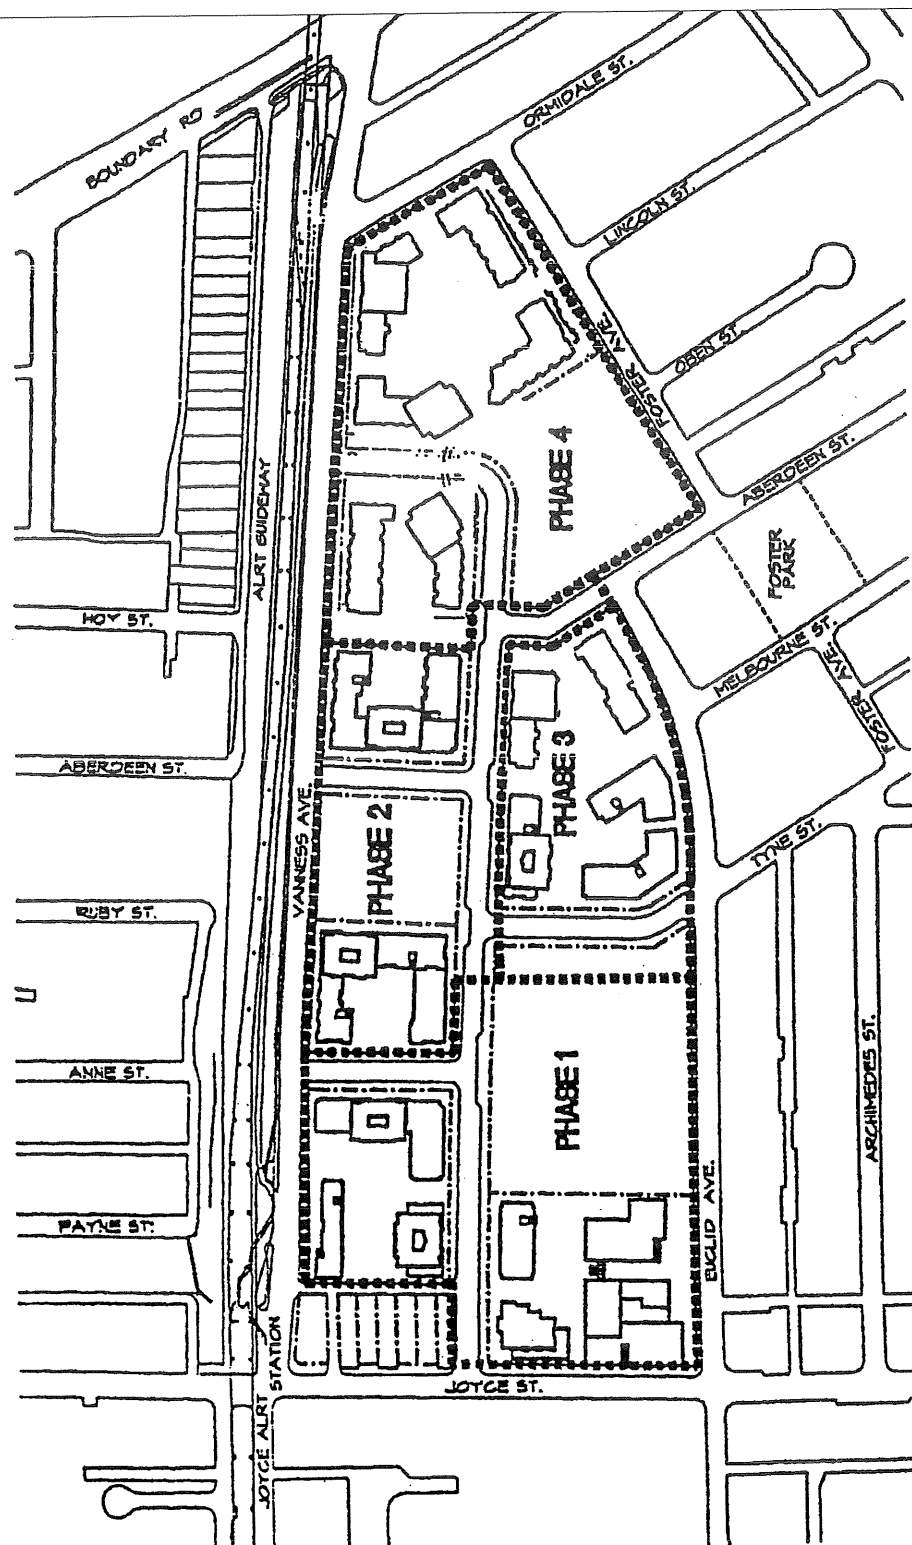 BOUNDARY RD
ORMIDALE ST.
LINCOLN ST.
OBEN ST.
FOSTER AVE.
ABERDEEN ST.
FOSTER
PARK
MELBOURNE ST.
FOSTER AVE.
TYNE ST.
ALRT GUIDEWAY
HOY ST.
ABERDEEN ST.
VANNESS AVE.
RUBY ST.
ANNE ST.
PAYNE ST.
PHASE 4
PHASE 3
PHASE 2
PHASE 1
ARCHIMEDES ST.
EUCLID AVE.
JOYCE ST.
JOYCE ALRT STATION